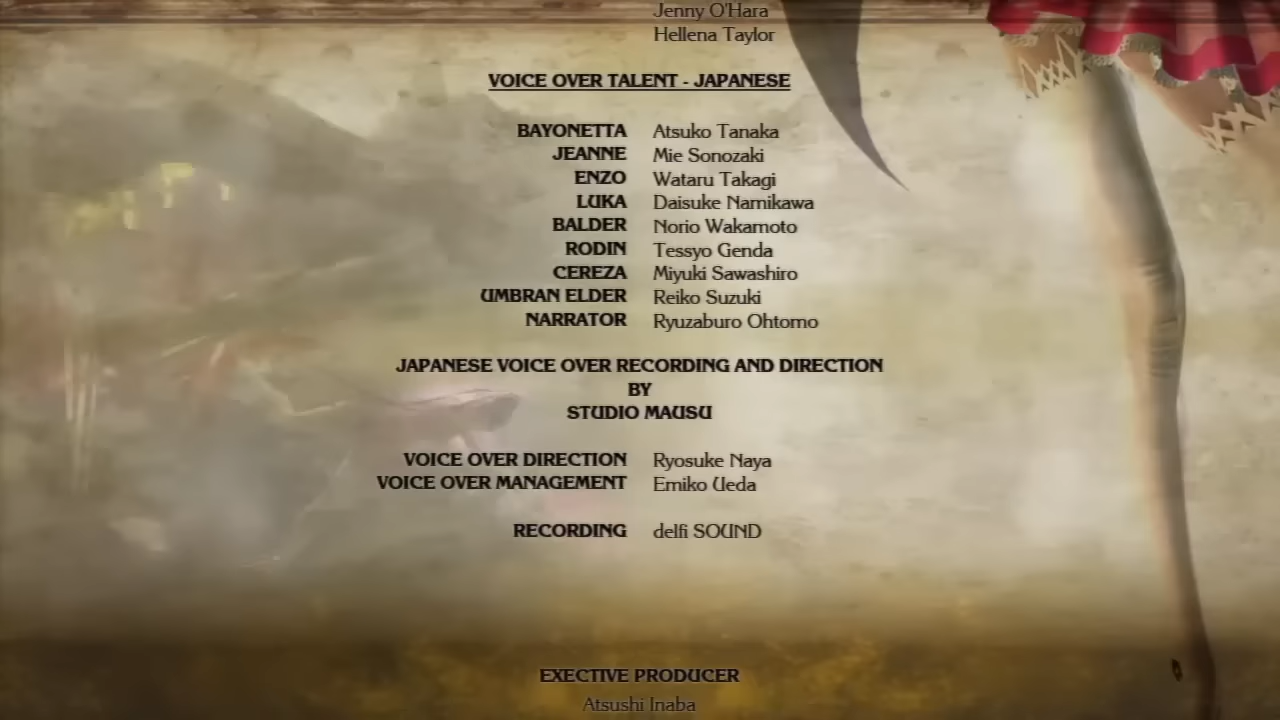 Jenny O'Hara
Hellena Taylor
VOICE OVER TALENT - JAPANESE
BAYONETTA Atsuko Tanaka
JEANNE Mie Sonozaki
ENZO Wataru Takagi
LUKA Daisuke Namikawa
BALDER Norio Wakamoto
RODIN Tessyo Genda
CEREZA Miyuki Sawashiro
UMBRAN ELDER Reiko Suzuki
NARRATOR Ryuzaburo Ohtomo
JAPANESE VOICE OVER RECORDING AND DIRECTION
BY
STUDIO MAUSU
VOICE OVER DIRECTION Ryosuke Naya
VOICE OVER MANAGEMENT Emiko Ueda
RECORDING delfi SOUND
EXECTIVE PRODUCER
Atsushi Inaba